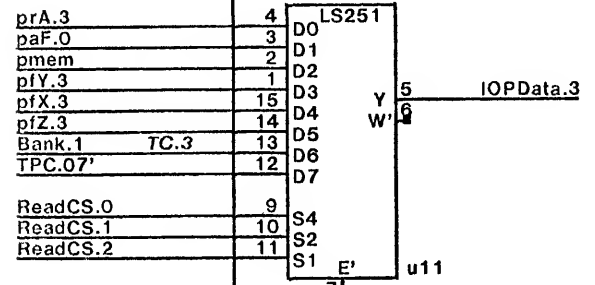 LS251
prA.3 4 D0
paF.0 3 D1
pmem 2 D2
pfY.3 1 D3
pfX.3 15 D4
pfZ.3 14 D5
Bank.1 TC.3 13 D6
TPC.07' 12 D7
Y 5 IOPData.3
W' 6
ReadCS.0 9 S4
ReadCS.1 10 S2
ReadCS.2 11 S1
E' u11